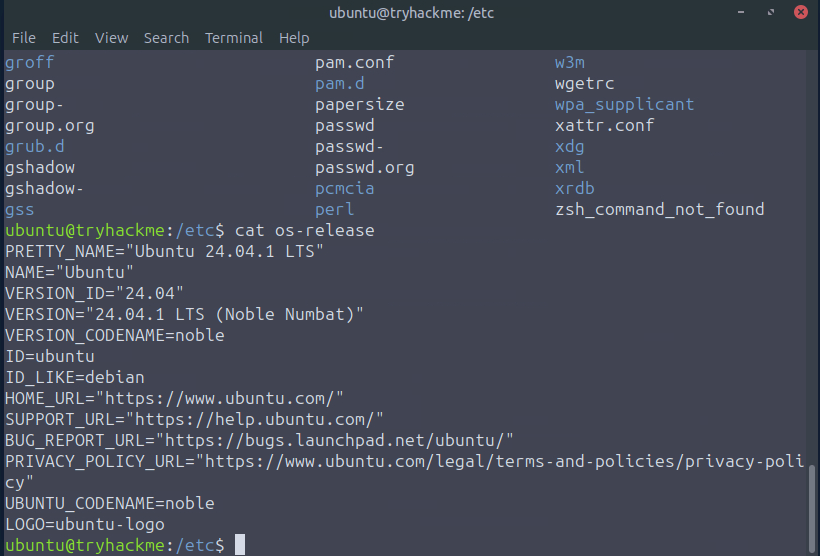 ubuntu@tryhackme: /etc
File Edit View Search Terminal Help
groff pam.conf w3m
group pam.d wgetrc
group- papersize wpa_supplicant
group.org passwd xattr.conf
grub.d passwd- xdg
gshadow passwd.org xml
gshadow- pcmcia xrdb
gss perl zsh_command_not_found
ubuntu@tryhackme:/etc$ cat os-release
PRETTY_NAME="Ubuntu 24.04.1 LTS"
NAME="Ubuntu"
VERSION_ID="24.04"
VERSION="24.04.1 LTS (Noble Numbat)"
VERSION_CODENAME=noble
ID=ubuntu
ID_LIKE=debian
HOME_URL="https://www.ubuntu.com/"
SUPPORT_URL="https://help.ubuntu.com/"
BUG_REPORT_URL="https://bugs.launchpad.net/ubuntu/"
PRIVACY_POLICY_URL="https://www.ubuntu.com/legal/terms-and-policies/privacy-poli
cy"
UBUNTU_CODENAME=noble
LOGO=ubuntu-logo
ubuntu@tryhackme:/etc$